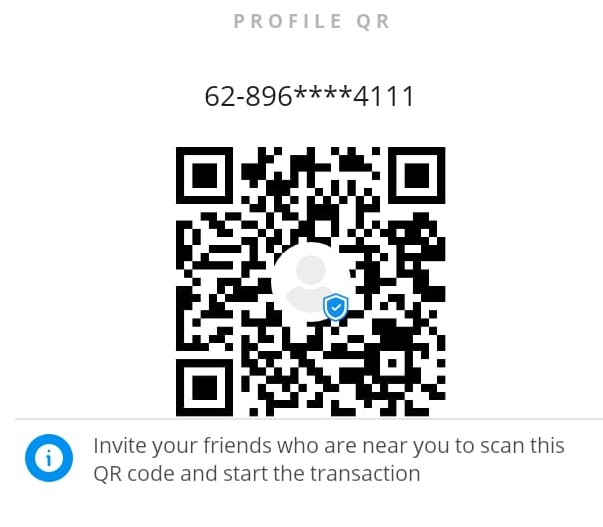 PROFILE QR
62-896****4111
Invite your friends who are near you to scan this
QR code and start the transaction